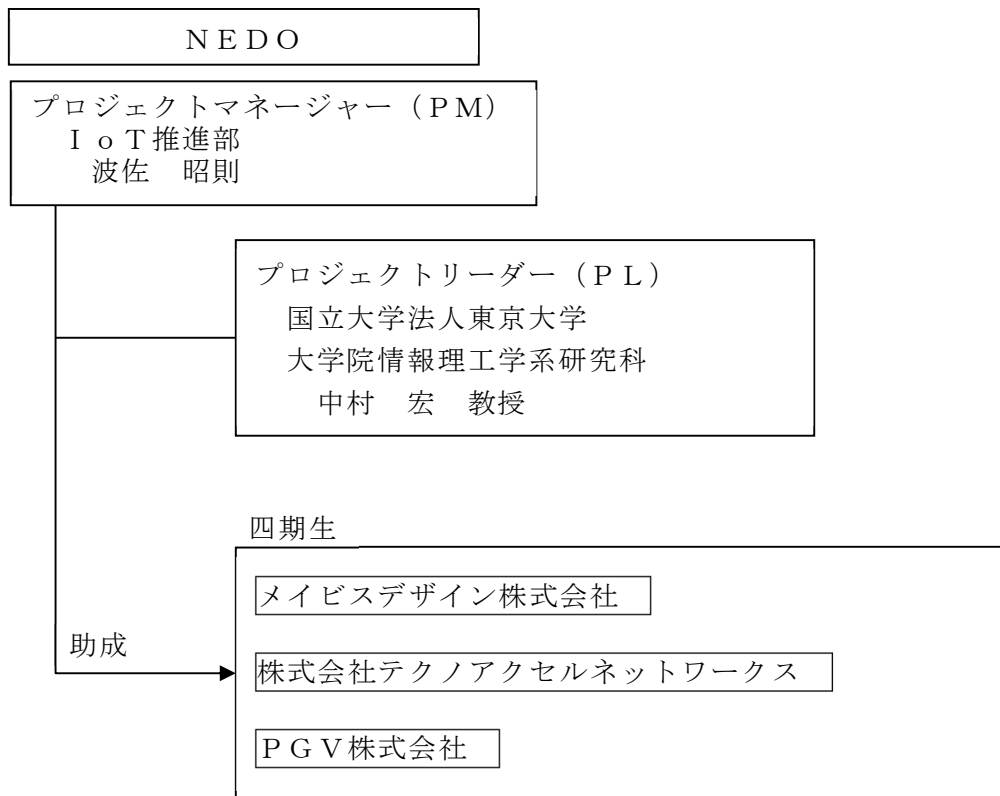 ＮＥＤＯ
プロジェクトマネージャー（ＰＭ）
ＩｏＴ推進部
波佐　昭則
プロジェクトリーダー（ＰＬ）
国立大学法人東京大学
大学院情報理工学系研究科
中村　宏　教授
四期生
メイビスデザイン株式会社
助成
株式会社テクノアクセルネットワークス
ＰＧＶ株式会社